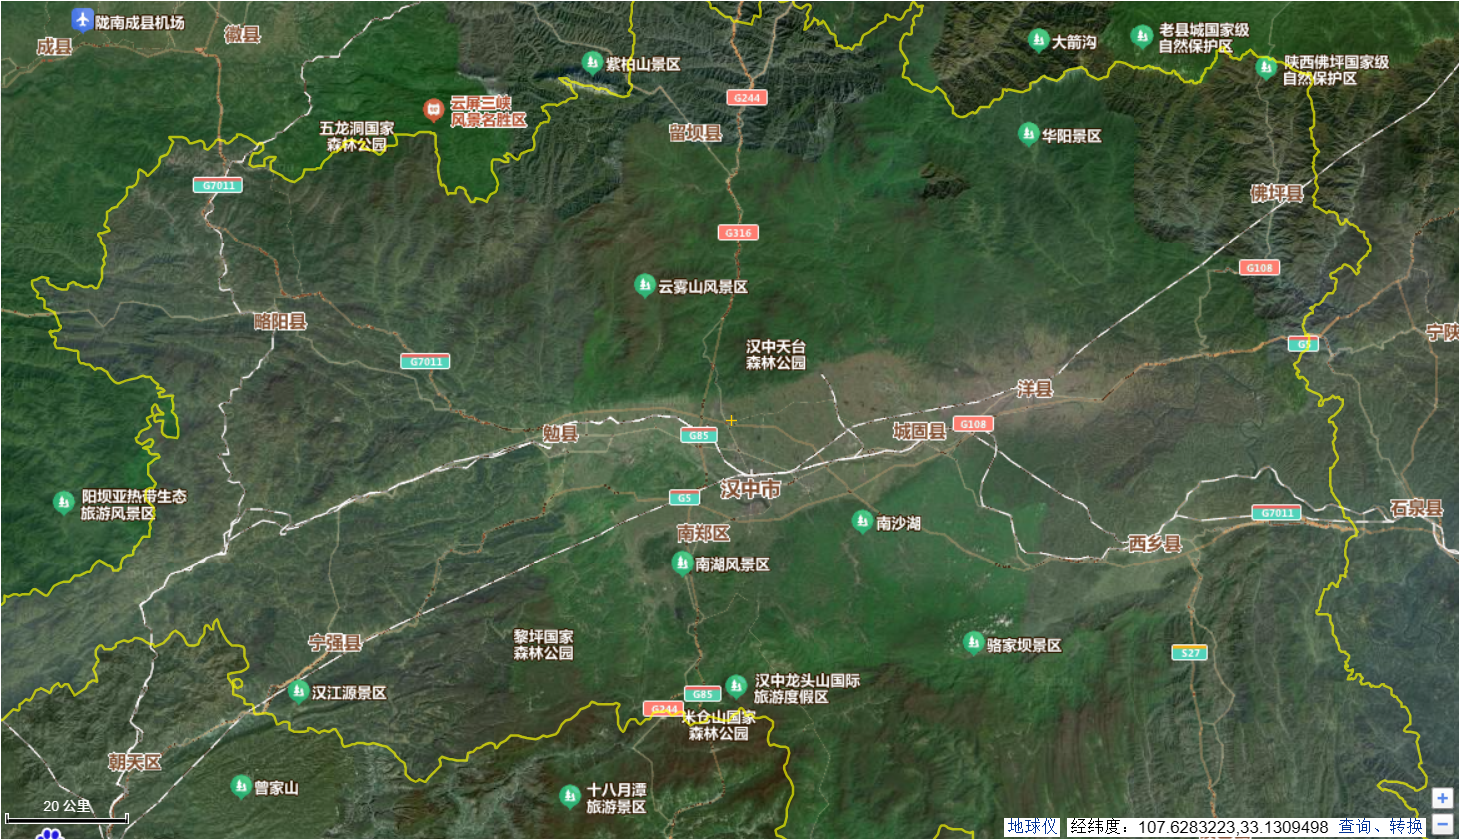 陇南成县机场
徽县
成县
紫柏山景区
大箭沟
老县城国家级
自然保护区
陕西佛坪国家级
自然保护区
G244
云屏三峡
风景名胜区
五龙洞国家
森林公园
留坝县
华阳景区
G7011
佛坪县
G316
G108
云雾山风景区
略阳县
宁陕
G5
汉中天台
森林公园
G7011
洋县
勉县
G85
城固县
G108
汉中市
阳坝亚热带生态
旅游风景区
G5
石泉县
G7011
南沙湖
南郑区
西乡县
南湖风景区
宁强县
黎坪国家
森林公园
骆家坝景区
S27
汉江源景区
汉中龙头山国际
旅游度假区
G85
G244
米仓山国家
森林公园
朝天区
曾家山
十八月潭
旅游景区
20 公里
地球仪 经纬度：107.6283223,33.1309498 查询、转换